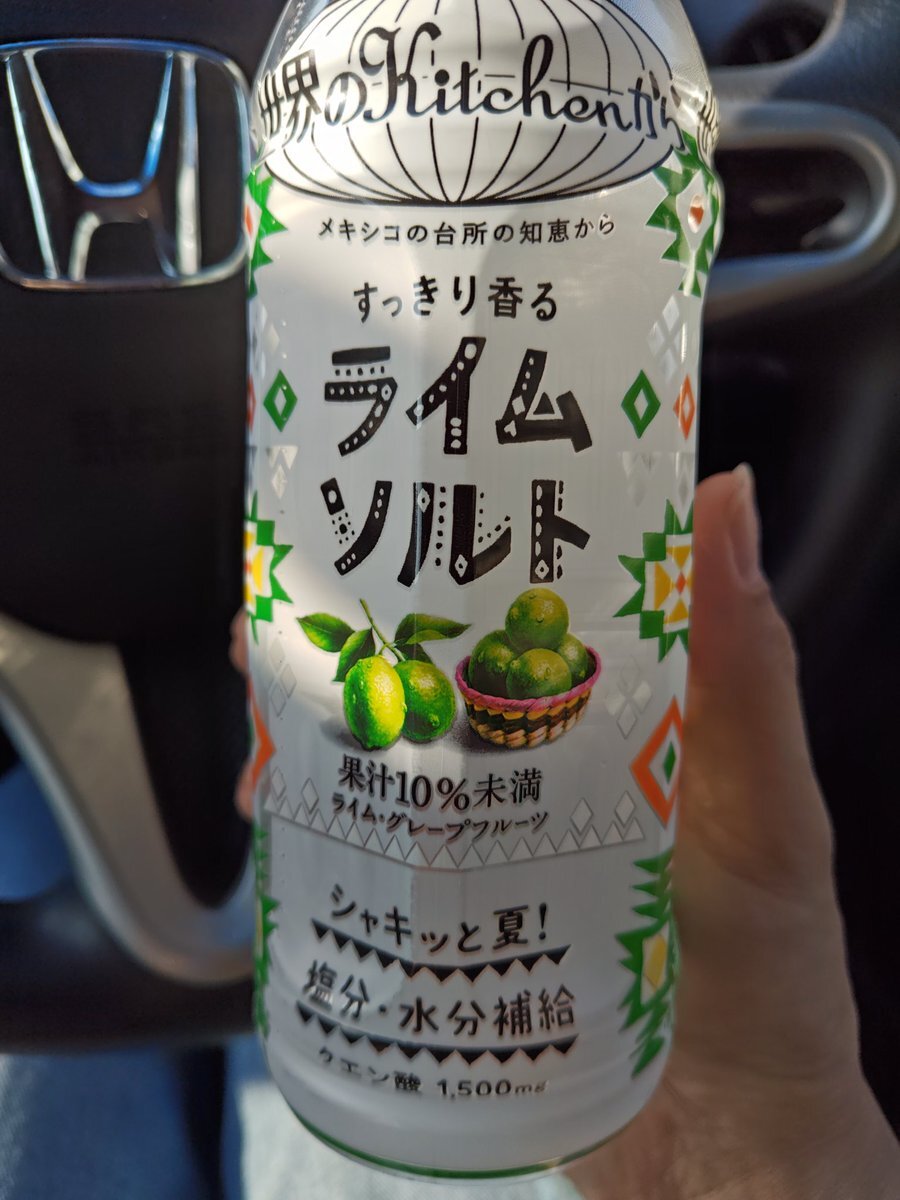 世界のKitchenから
メキシコの台所の知恵から
すっきり香る
ライム
ソルト
果汁10%未満
ライム・グレープフルーツ
シャキッと夏!
塩分・水分補給
クエン酸 1,500mg